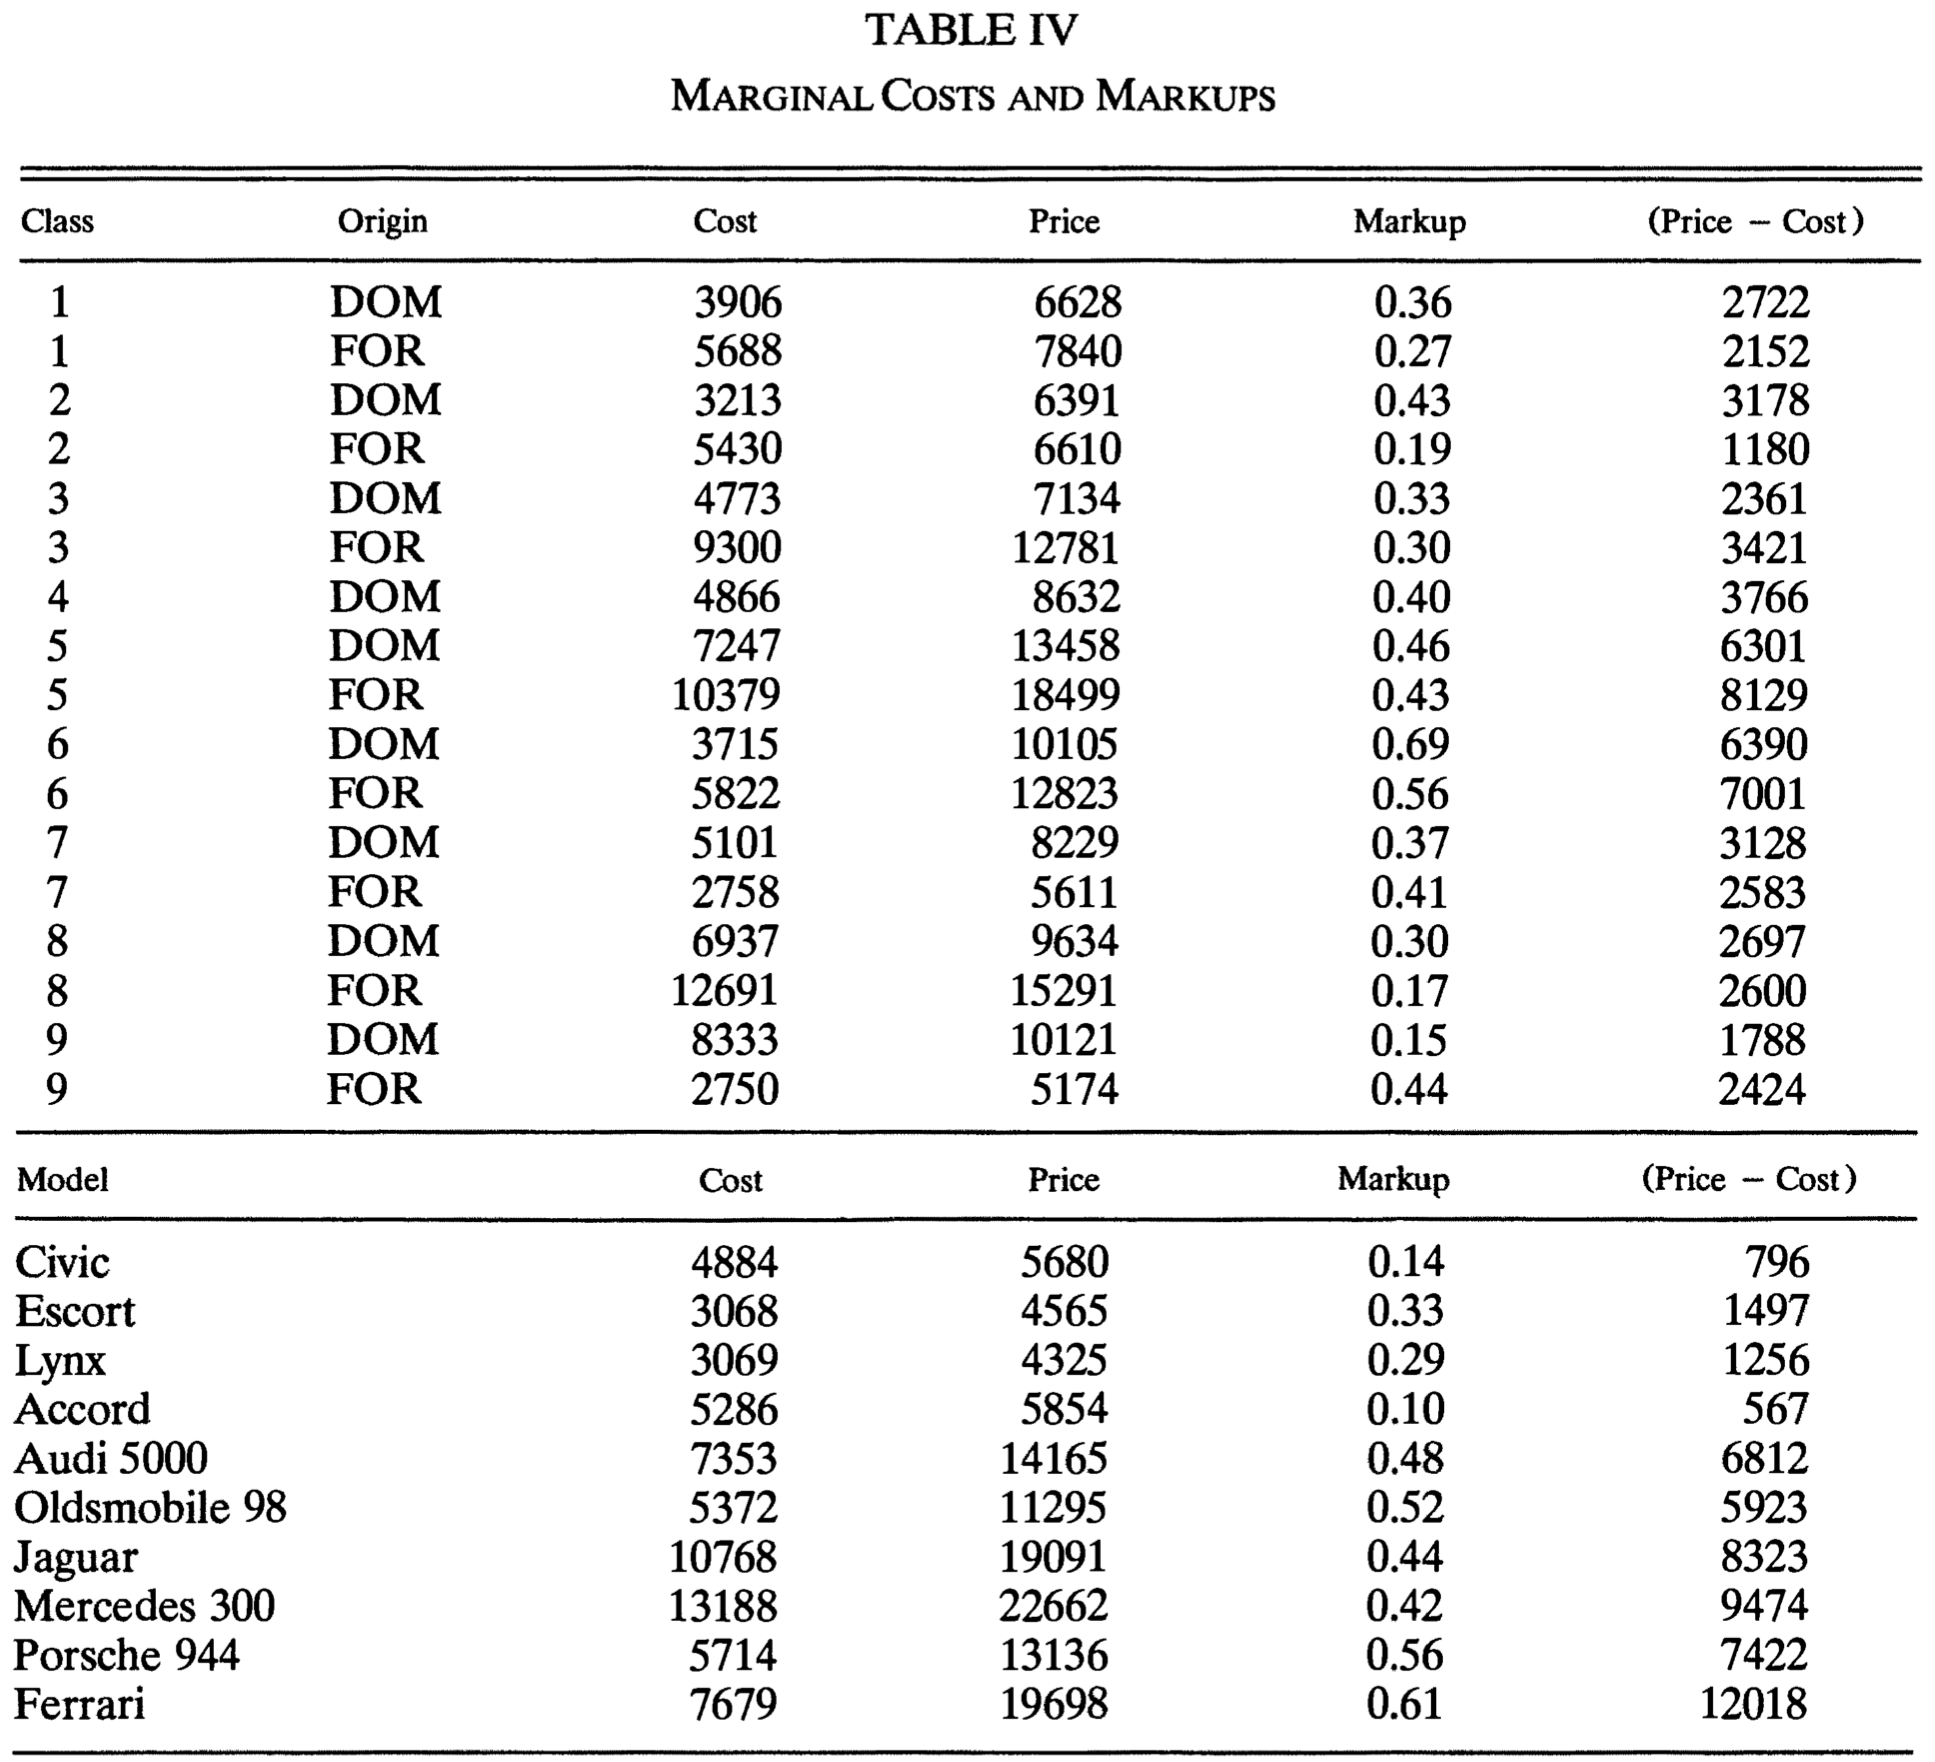 TABLE IV
MARGINAL COSTS AND MARKUPS
Class Origin Cost Price Markup (Price − Cost)
1 DOM 3906 6628 0.36 2722
1 FOR 5688 7840 0.27 2152
2 DOM 3213 6391 0.43 3178
2 FOR 5430 6610 0.19 1180
3 DOM 4773 7134 0.33 2361
3 FOR 9300 12781 0.30 3421
4 DOM 4866 8632 0.40 3766
5 DOM 7247 13458 0.46 6301
5 FOR 10379 18499 0.43 8129
6 DOM 3715 10105 0.69 6390
6 FOR 5822 12823 0.56 7001
7 DOM 5101 8229 0.37 3128
7 FOR 2758 5611 0.41 2583
8 DOM 6937 9634 0.30 2697
8 FOR 12691 15291 0.17 2600
9 DOM 8333 10121 0.15 1788
9 FOR 2750 5174 0.44 2424
Model Cost Price Markup (Price − Cost)
Civic 4884 5680 0.14 796
Escort 3068 4565 0.33 1497
Lynx 3069 4325 0.29 1256
Accord 5286 5854 0.10 567
Audi 5000 7353 14165 0.48 6812
Oldsmobile 98 5372 11295 0.52 5923
Jaguar 10768 19091 0.44 8323
Mercedes 300 13188 22662 0.42 9474
Porsche 944 5714 13136 0.56 7422
Ferrari 7679 19698 0.61 12018